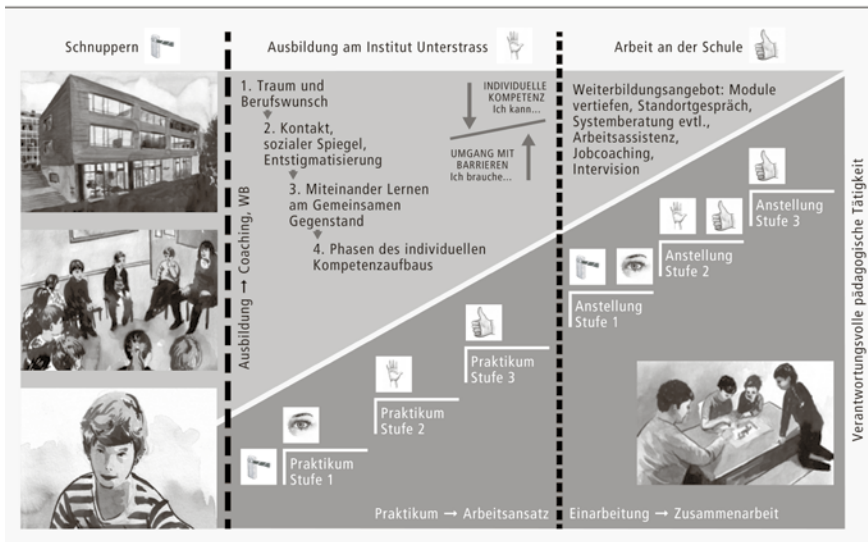 Schnuppern
Ausbildung am Institut Unterstrass
Arbeit an der Schule
1. Traum und
Berufswunsch
2. Kontakt,
sozialer Spiegel,
Entstigmatisierung
3. Miteinander Lernen
am Gemeinsamen
Gegenstand
4. Phasen des individuellen
Kompetenzaufbaus
INDIVIDUELLE
KOMPETENZ
Ich kann...
UMGANG MIT
BARRIEREN
Ich brauche...
Weiterbildungsangebot: Module
vertiefen, Standortgespräch,
Systemberatung evtl.,
Arbeitsassistenz,
Jobcoaching,
Intervision
Ausbildung → Coaching, WB
Praktikum
Stufe 1
Praktikum
Stufe 2
Praktikum
Stufe 3
Anstellung
Stufe 1
Anstellung
Stufe 2
Anstellung
Stufe 3
Praktikum → Arbeitsansatz
Einarbeitung → Zusammenarbeit
Verantwortungsvolle pädagogische Tätigkeit